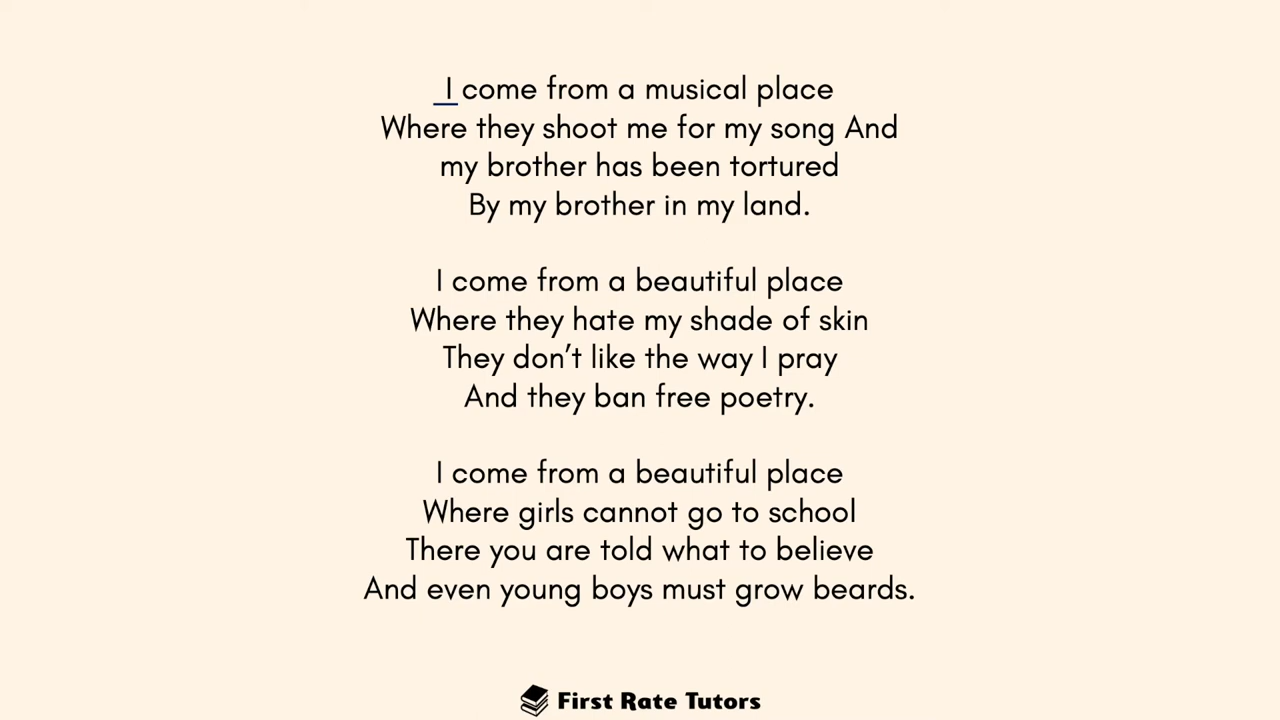 I come from a musical place
Where they shoot me for my song And
my brother has been tortured
By my brother in my land.
I come from a beautiful place
Where they hate my shade of skin
They don’t like the way I pray
And they ban free poetry.
I come from a beautiful place
Where girls cannot go to school
There you are told what to believe
And even young boys must grow beards.
First Rate Tutors